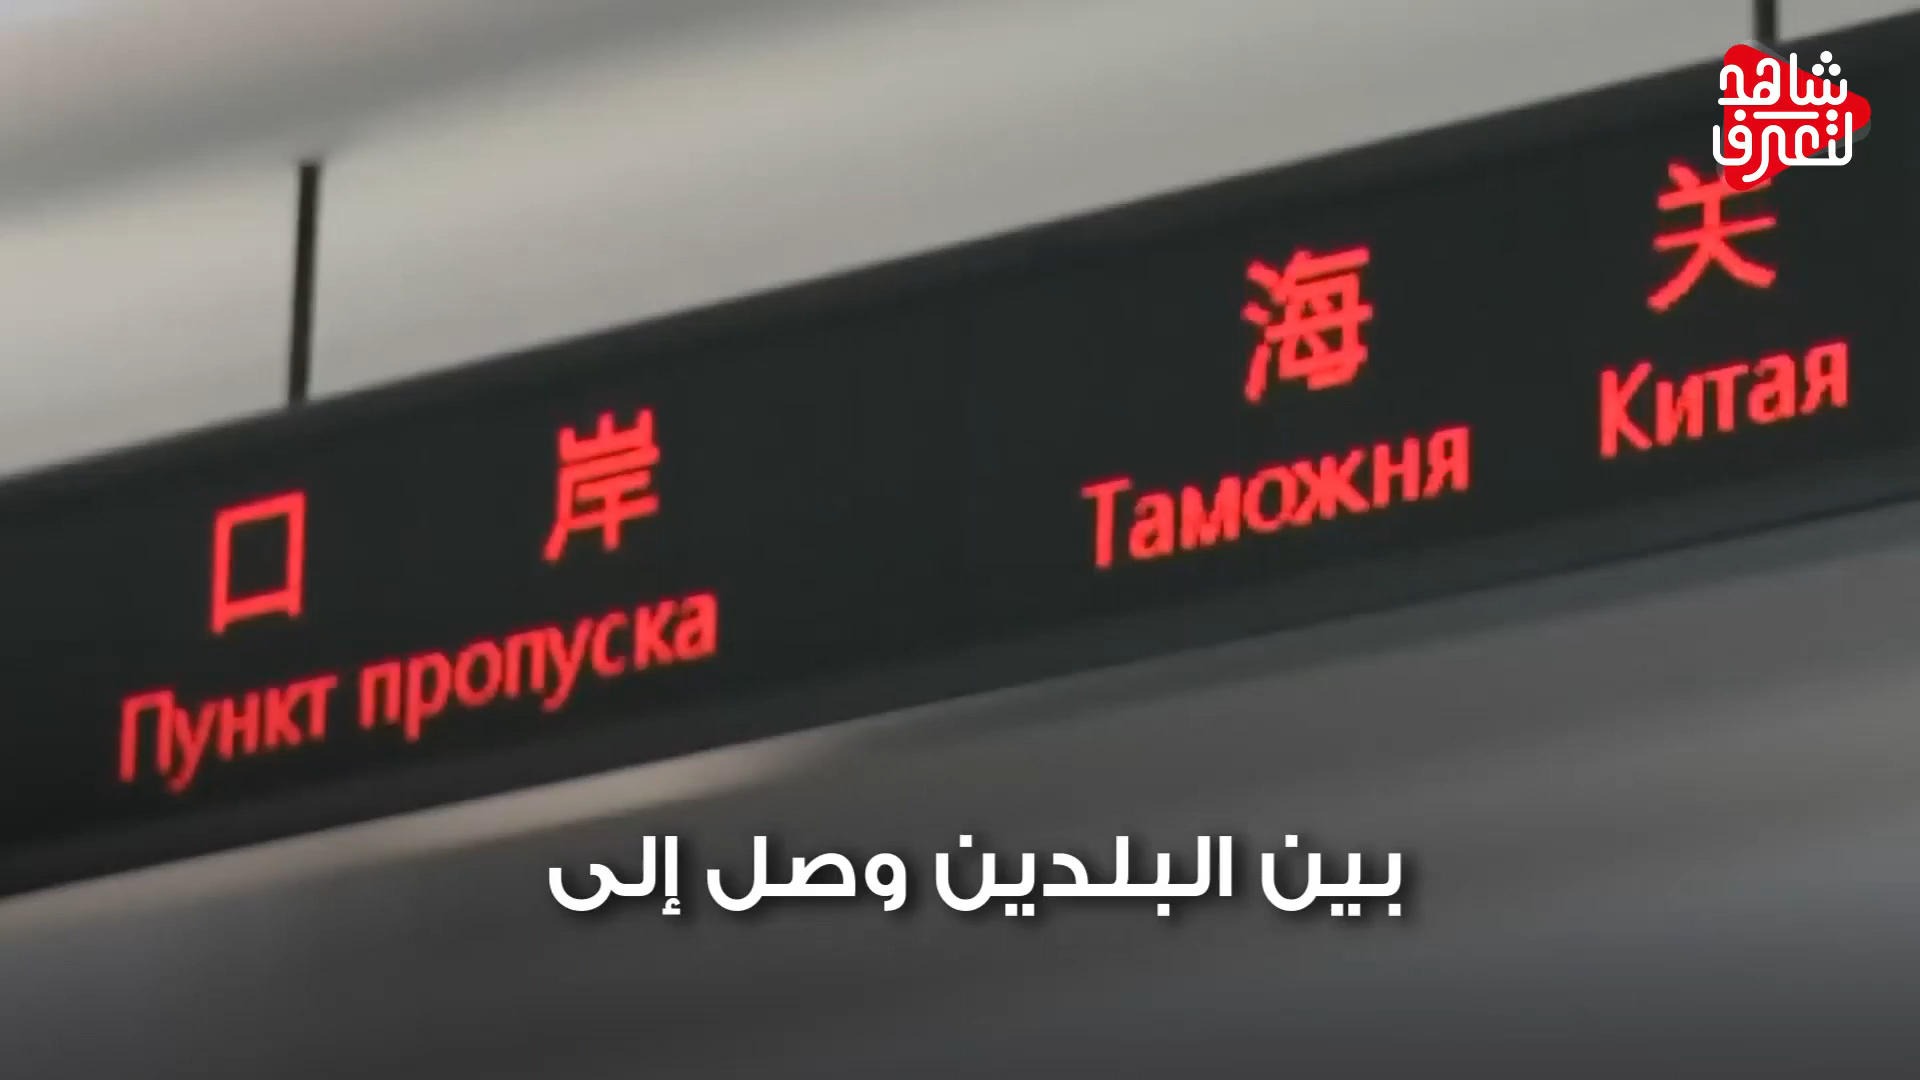 شاهد
لتعرف
口岸 海关
Пункт пропуска Таможня Китая
بين البلدين وصل إلى